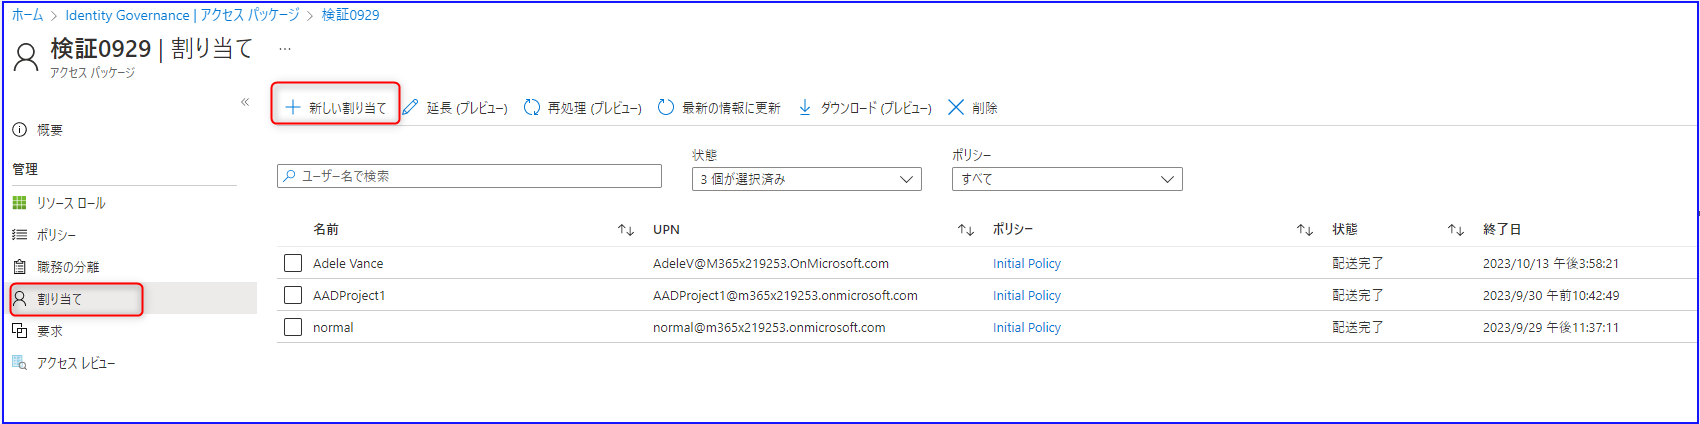 ホーム > Identity Governance | アクセス パッケージ > 検証0929
検証0929 | 割り当て ...
アクセス パッケージ
«
新しい割り当て 延長 (プレビュー) 再処理 (プレビュー) 最新の情報に更新 ダウンロード (プレビュー) 削除
概要
管理
リソース ロール
ポリシー
職務の分離
割り当て
要求
アクセス レビュー
状態 ポリシー
ユーザー名で検索 3 個が選択済み すべて
名前 UPN ポリシー 状態 終了日
Adele Vance AdeleV@M365x219253.OnMicrosoft.com Initial Policy 配送完了 2023/10/13 午後3:58:21
AADProject1 AADProject1@m365x219253.onmicrosoft.com Initial Policy 配送完了 2023/9/30 午前10:42:49
normal normal@m365x219253.onmicrosoft.com Initial Policy 配送完了 2023/9/29 午後11:37:11